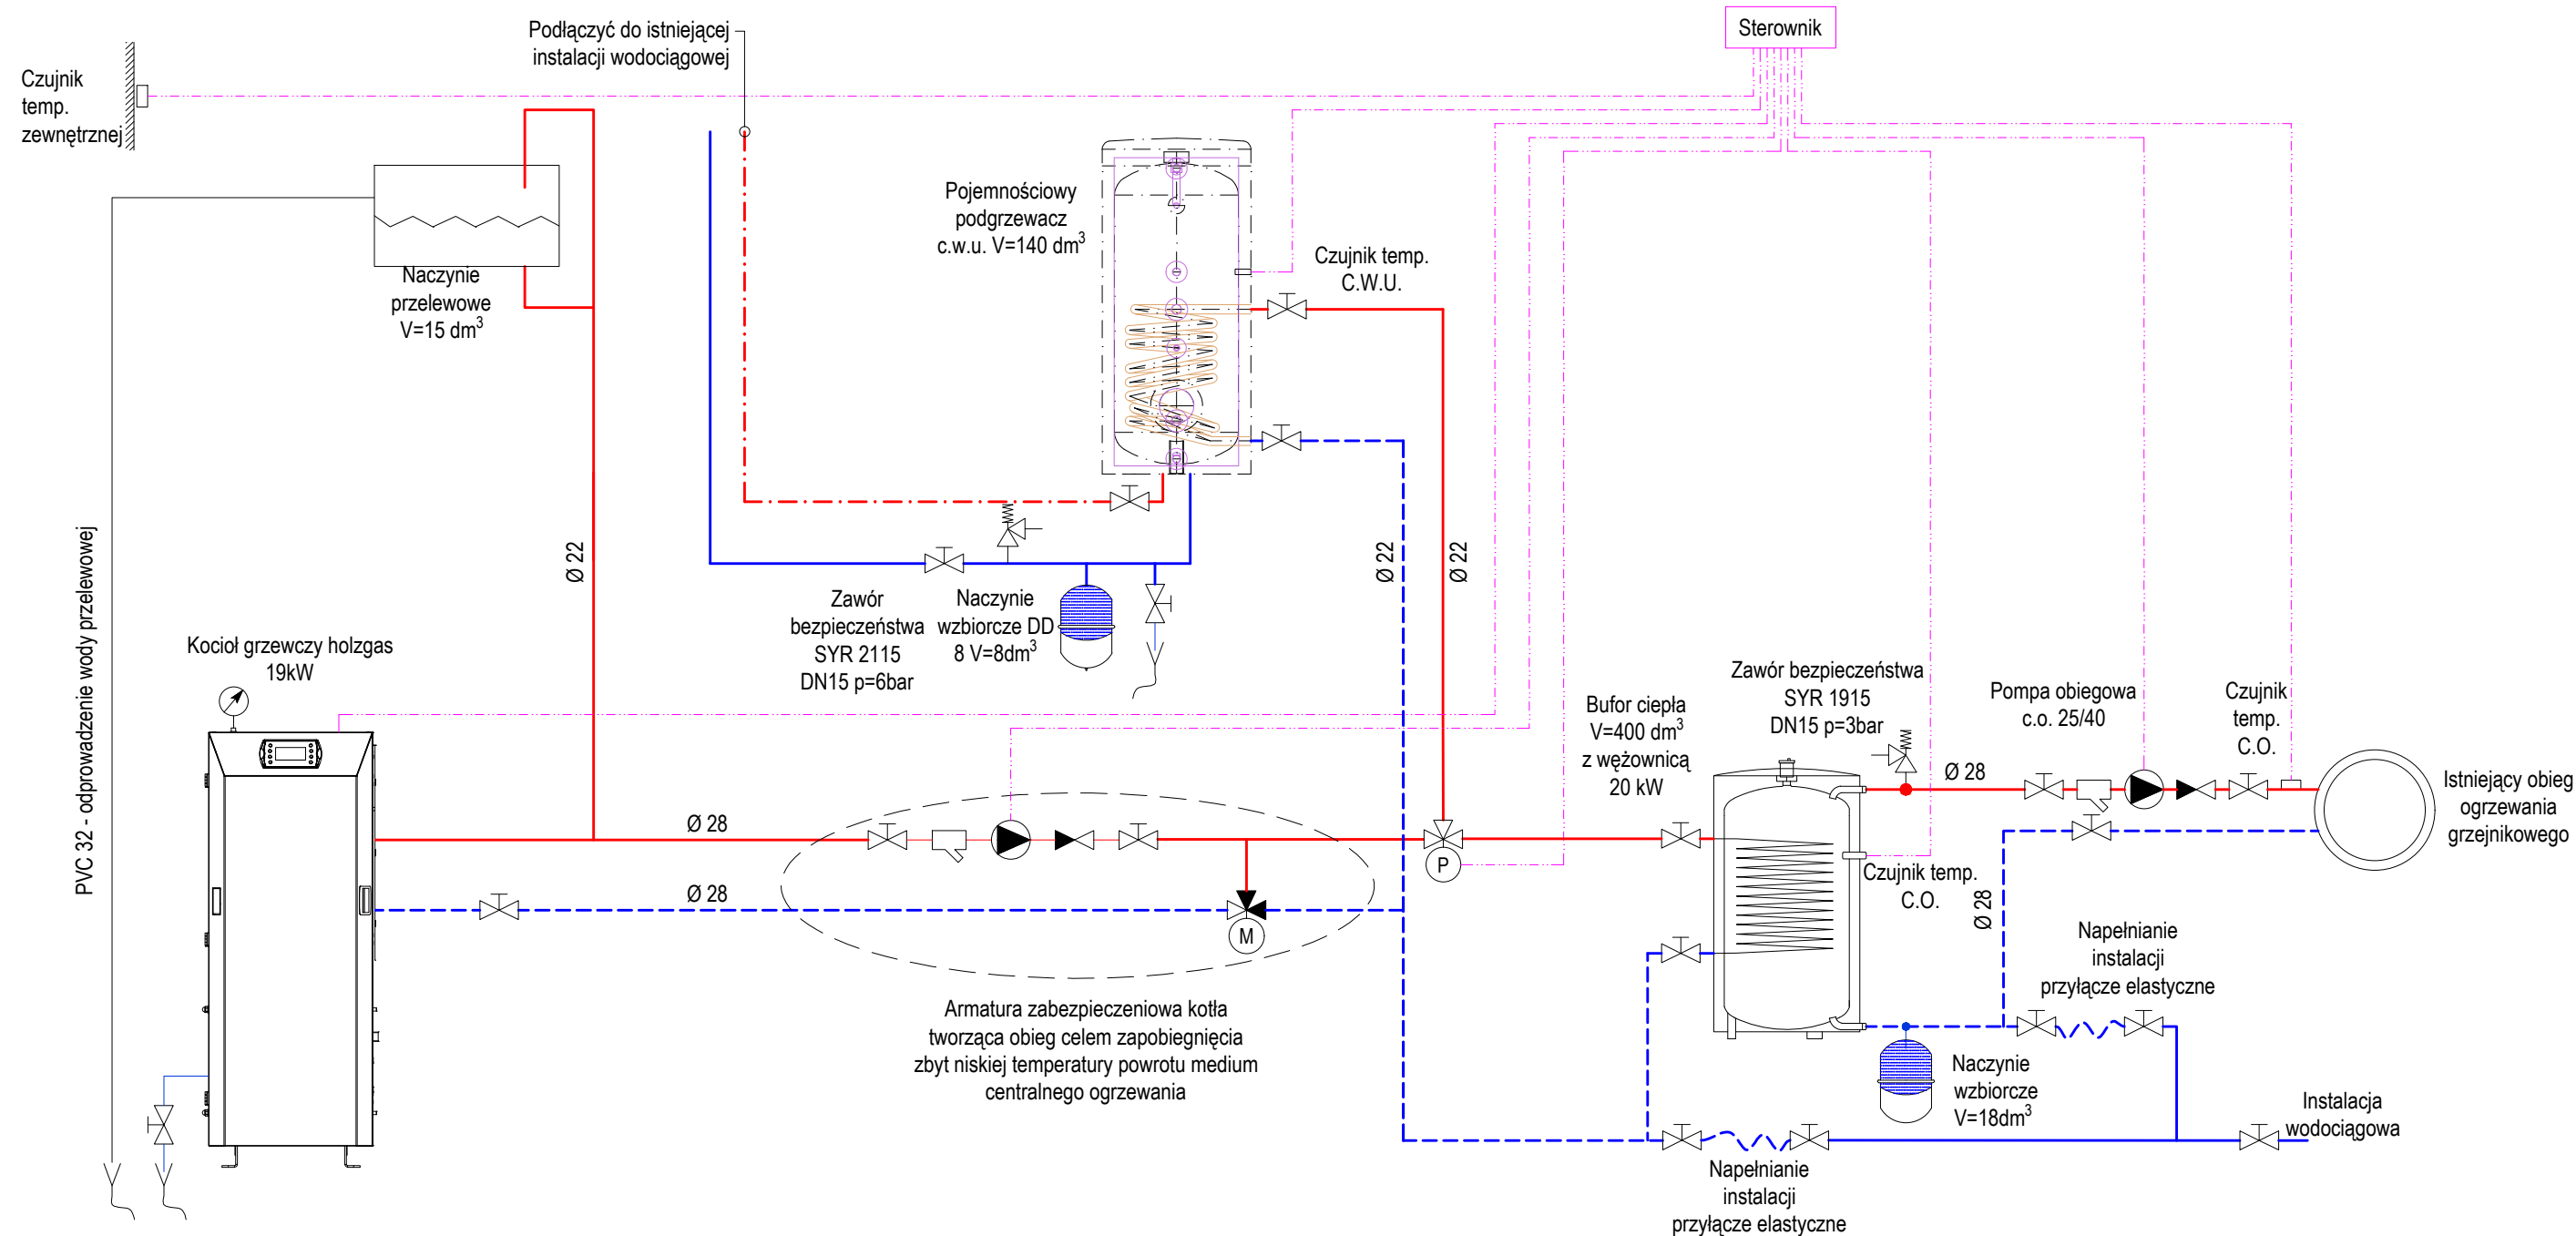 Sterownik
Podłączyć do istniejącej
instalacji wodociągowej
Czujnik
temp.
zewnętrznej
Pojemnościowy
podgrzewacz
c.w.u. V=140 dm³
Czujnik temp.
C.W.U.
Naczynie
przelewowe
V=15 dm³
PVC 32 - odprowadzenie wody przelewowej
Ø 22
Ø 22
Ø 22
Zawór
bezpieczeństwa
SYR 2115
DN15 p=6bar
Naczynie
wzbiorcze DD
8 V=8dm³
Kocioł grzewczy holzgas
19kW
Bufor ciepła
V=400 dm³
z wężownicą
20 kW
Zawór bezpieczeństwa
SYR 1915
DN15 p=3bar
Pompa obiegowa
c.o. 25/40
Czujnik
temp.
C.O.
Ø 28
Istniejący obieg
ogrzewania
grzejnikowego
Ø 28
P
Czujnik temp.
C.O.
Ø 28
Ø 28
M
Napełnianie
instalacji
przyłącze elastyczne
Armatura zabezpieczeniowa kotła
tworząca obieg celem zapobiegnięcia
zbyt niskiej temperatury powrotu medium
centralnego ogrzewania
Naczynie
wzbiorcze
V=18dm³
Instalacja
wodociągowa
Napełnianie
instalacji
przyłącze elastyczne